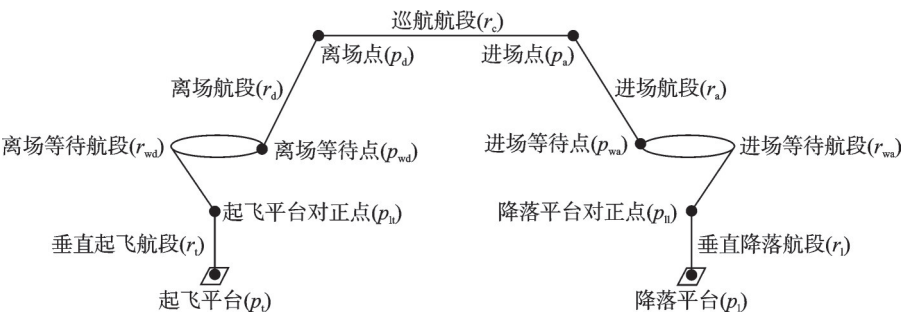 巡航航段(rc)
离场点(pd) 进场点(pa)
离场航段(rd) 进场航段(ra)
离场等待航段(rwd) 离场等待点(pwd) 进场等待点(pwa) 进场等待航段(rwa)
起飞平台对正点(plt) 降落平台对正点(pll)
垂直起飞航段(rt) 垂直降落航段(rl)
起飞平台(pt) 降落平台(pl)